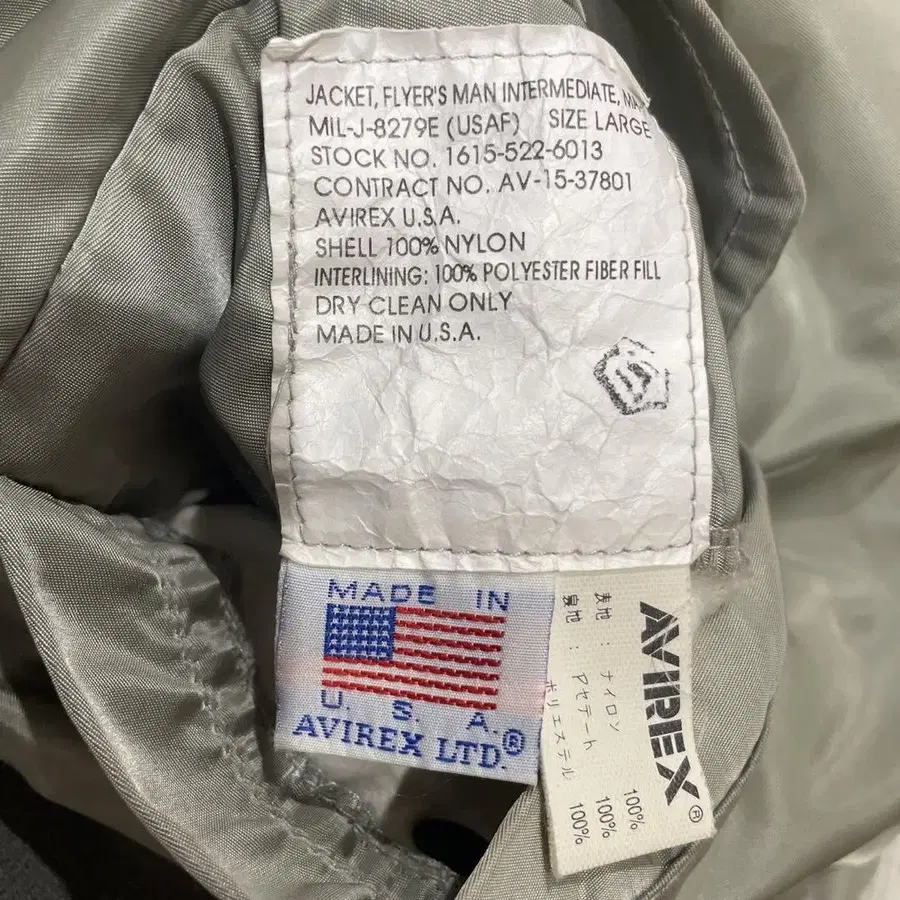 JACKET, FLYER'S MAN INTERMEDIATE,
MIL-J-8279E (USAF) SIZE LARGE
STOCK NO. 1615-522-6013
CONTRACT NO. AV-15-37801
AVIREX U.S.A.
SHELL 100% NYLON
INTERLINING: 100% POLYESTER FIBER FILL
DRY CLEAN ONLY
MADE IN U.S.A.
MADE IN
U. S. A.
AVIREX LTD.®
AVIREX®
表地 : ナイロン 100%
裏地 : アセテート 100%
ポリエステル 100%